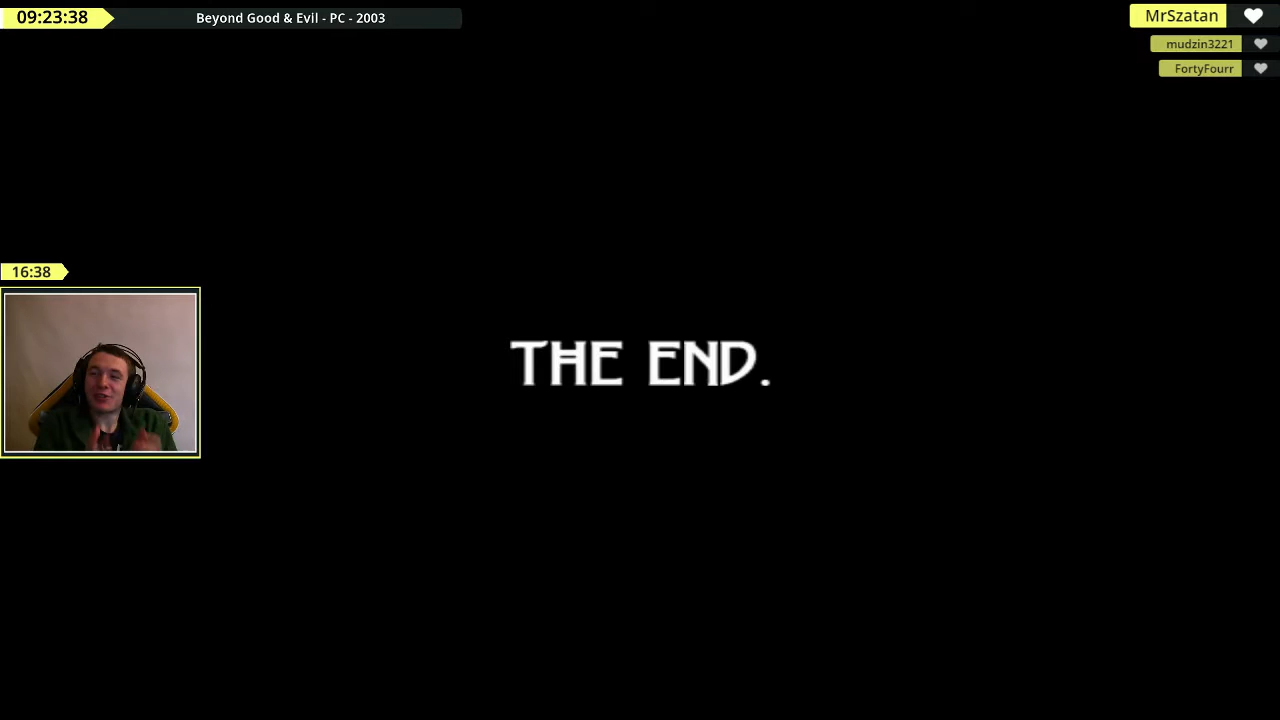 09:23:38
Beyond Good & Evil - PC - 2003
MrSzatan
mudzin3221
FortyFourr
16:38
THE END.